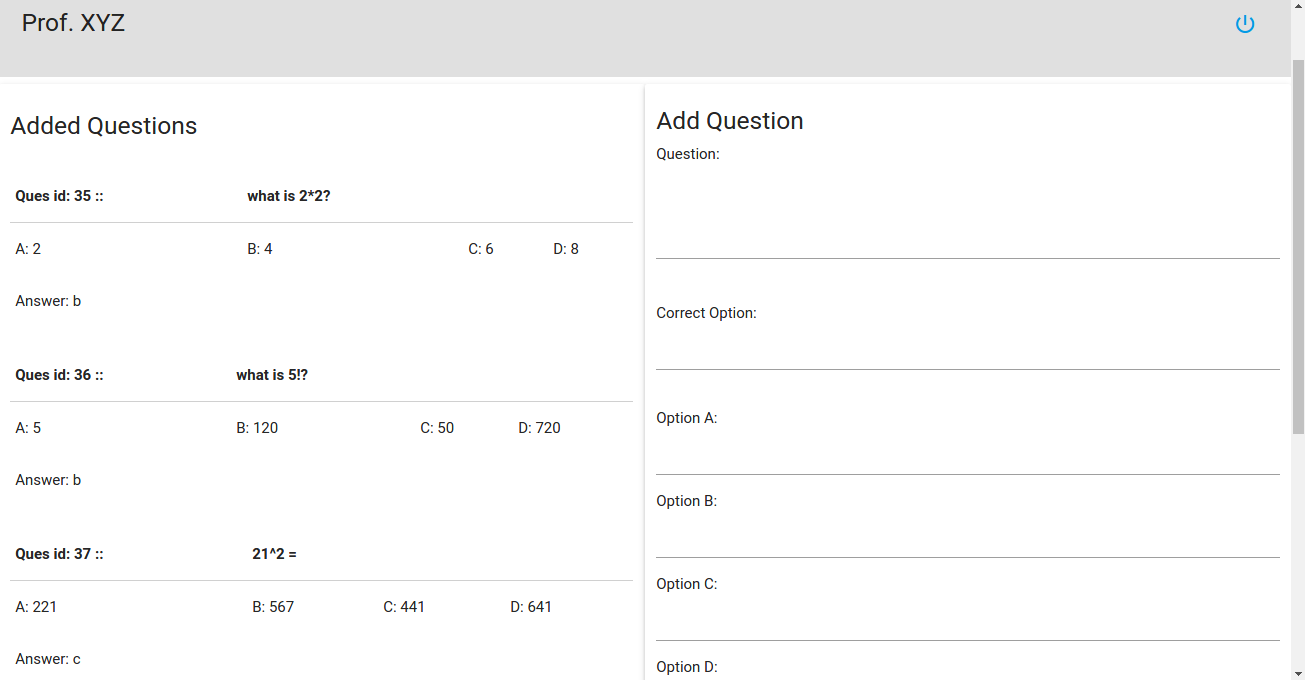 Prof. XYZ
Added Questions
Ques id: 35 :: what is 2*2?
A: 2 B: 4 C: 6 D: 8
Answer: b
Ques id: 36 :: what is 5!?
A: 5 B: 120 C: 50 D: 720
Answer: b
Ques id: 37 :: 21^2 =
A: 221 B: 567 C: 441 D: 641
Answer: c
Add Question
Question:
Correct Option:
Option A:
Option B:
Option C:
Option D: